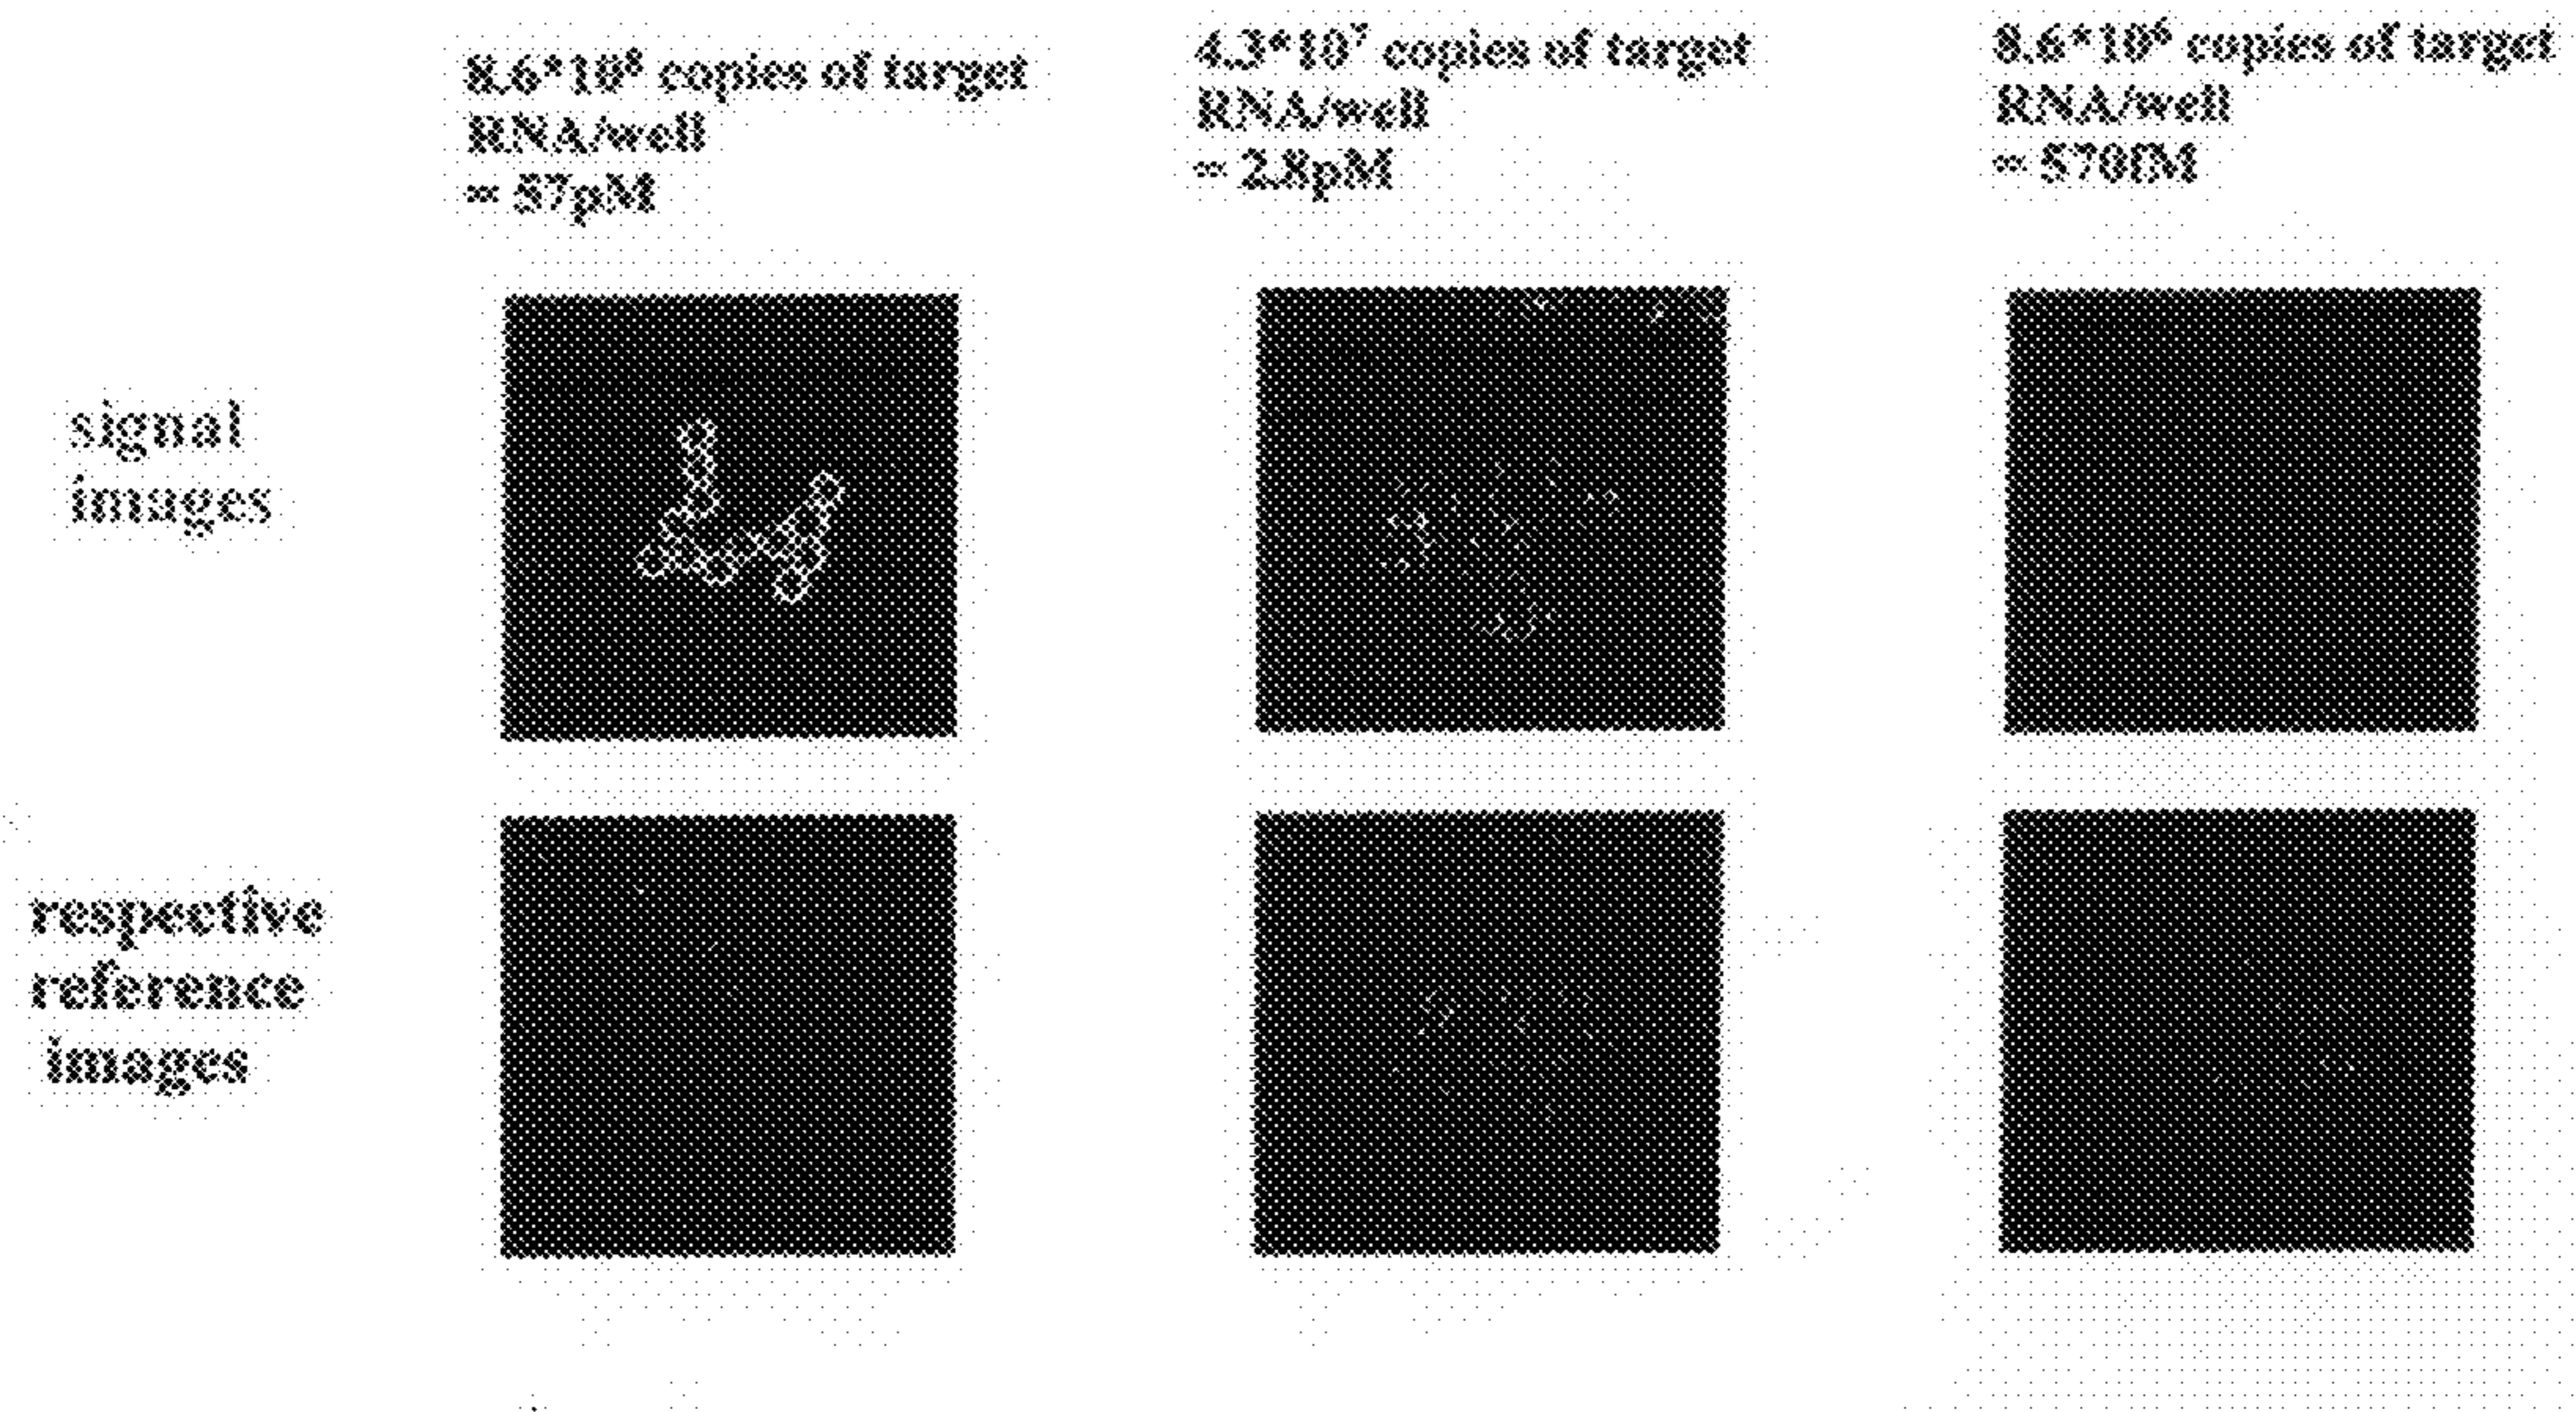 8.6*10⁸ copies of target
RNA/well
= 57pM
4.3*10⁷ copies of target
RNA/well
= 2.8pM
8.6*10⁶ copies of target
RNA/well
= 570fM
signal
images
respective
reference
images